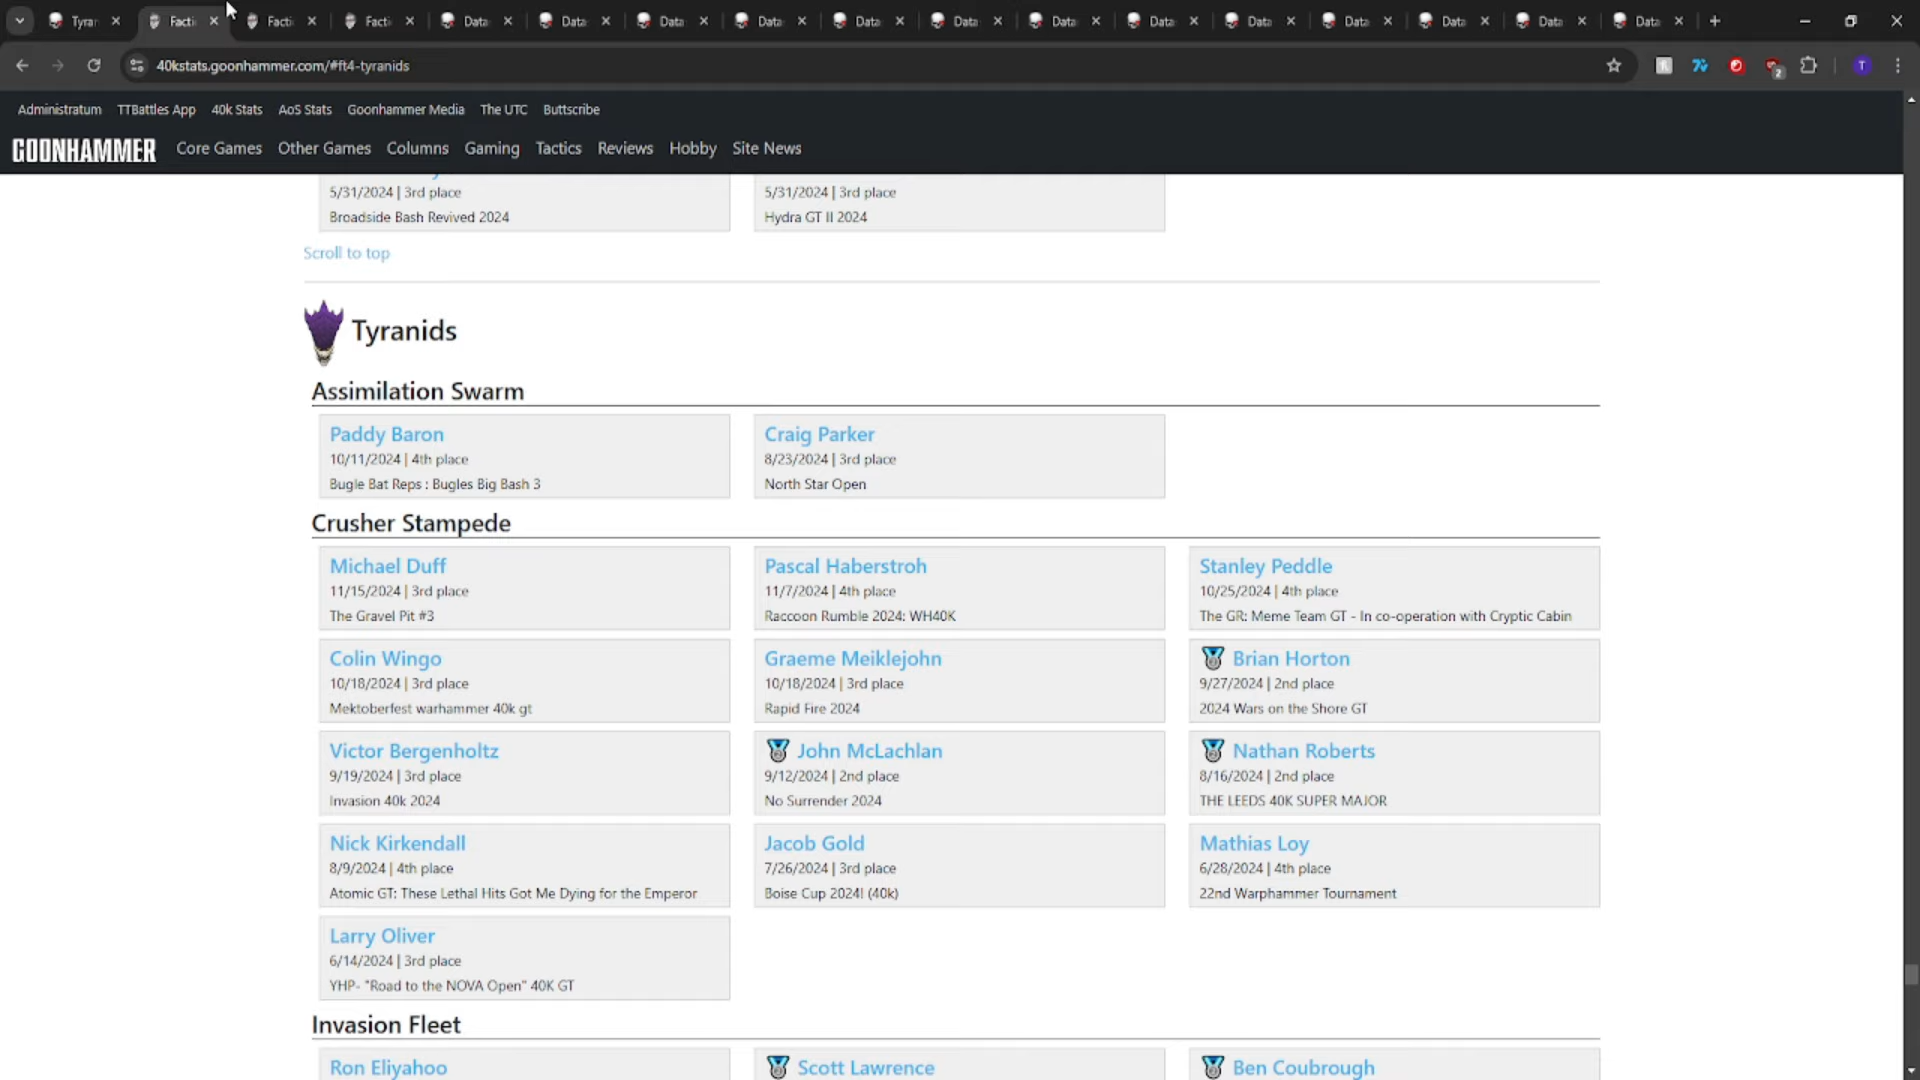 Tyrar
Facti
Facti
Facti
Data
Data
Data
Data
Data
Data
Data
Data
Data
Data
Data
Data
Data
40kstats.goonhammer.com/#ft4-tyranids
2
T
Administratum TTBattles App 40k Stats AoS Stats Goonhammer Media The UTC Buttscribe
GOONHAMMER Core Games Other Games Columns Gaming Tactics Reviews Hobby Site News
5/31/2024 | 3rd place
Broadside Bash Revived 2024
5/31/2024 | 3rd place
Hydra GT II 2024
Scroll to top
Tyranids
Assimilation Swarm
Paddy Baron
10/11/2024 | 4th place
Bugle Bat Reps : Bugles Big Bash 3
Craig Parker
8/23/2024 | 3rd place
North Star Open
Crusher Stampede
Michael Duff
11/15/2024 | 3rd place
The Gravel Pit #3
Pascal Haberstroh
11/7/2024 | 4th place
Raccoon Rumble 2024: WH40K
Stanley Peddle
10/25/2024 | 4th place
The GR: Meme Team GT - In co-operation with Cryptic Cabin
Colin Wingo
10/18/2024 | 3rd place
Mektoberfest warhammer 40k gt
Graeme Meiklejohn
10/18/2024 | 3rd place
Rapid Fire 2024
Brian Horton
9/27/2024 | 2nd place
2024 Wars on the Shore GT
Victor Bergenholtz
9/19/2024 | 3rd place
Invasion 40k 2024
John McLachlan
9/12/2024 | 2nd place
No Surrender 2024
Nathan Roberts
8/16/2024 | 2nd place
THE LEEDS 40K SUPER MAJOR
Nick Kirkendall
8/9/2024 | 4th place
Atomic GT: These Lethal Hits Got Me Dying for the Emperor
Jacob Gold
7/26/2024 | 3rd place
Boise Cup 2024! (40k)
Mathias Loy
6/28/2024 | 4th place
22nd Warphammer Tournament
Larry Oliver
6/14/2024 | 3rd place
YHP- "Road to the NOVA Open" 40K GT
Invasion Fleet
Ron Eliyahoo
Scott Lawrence
Ben Coubrough